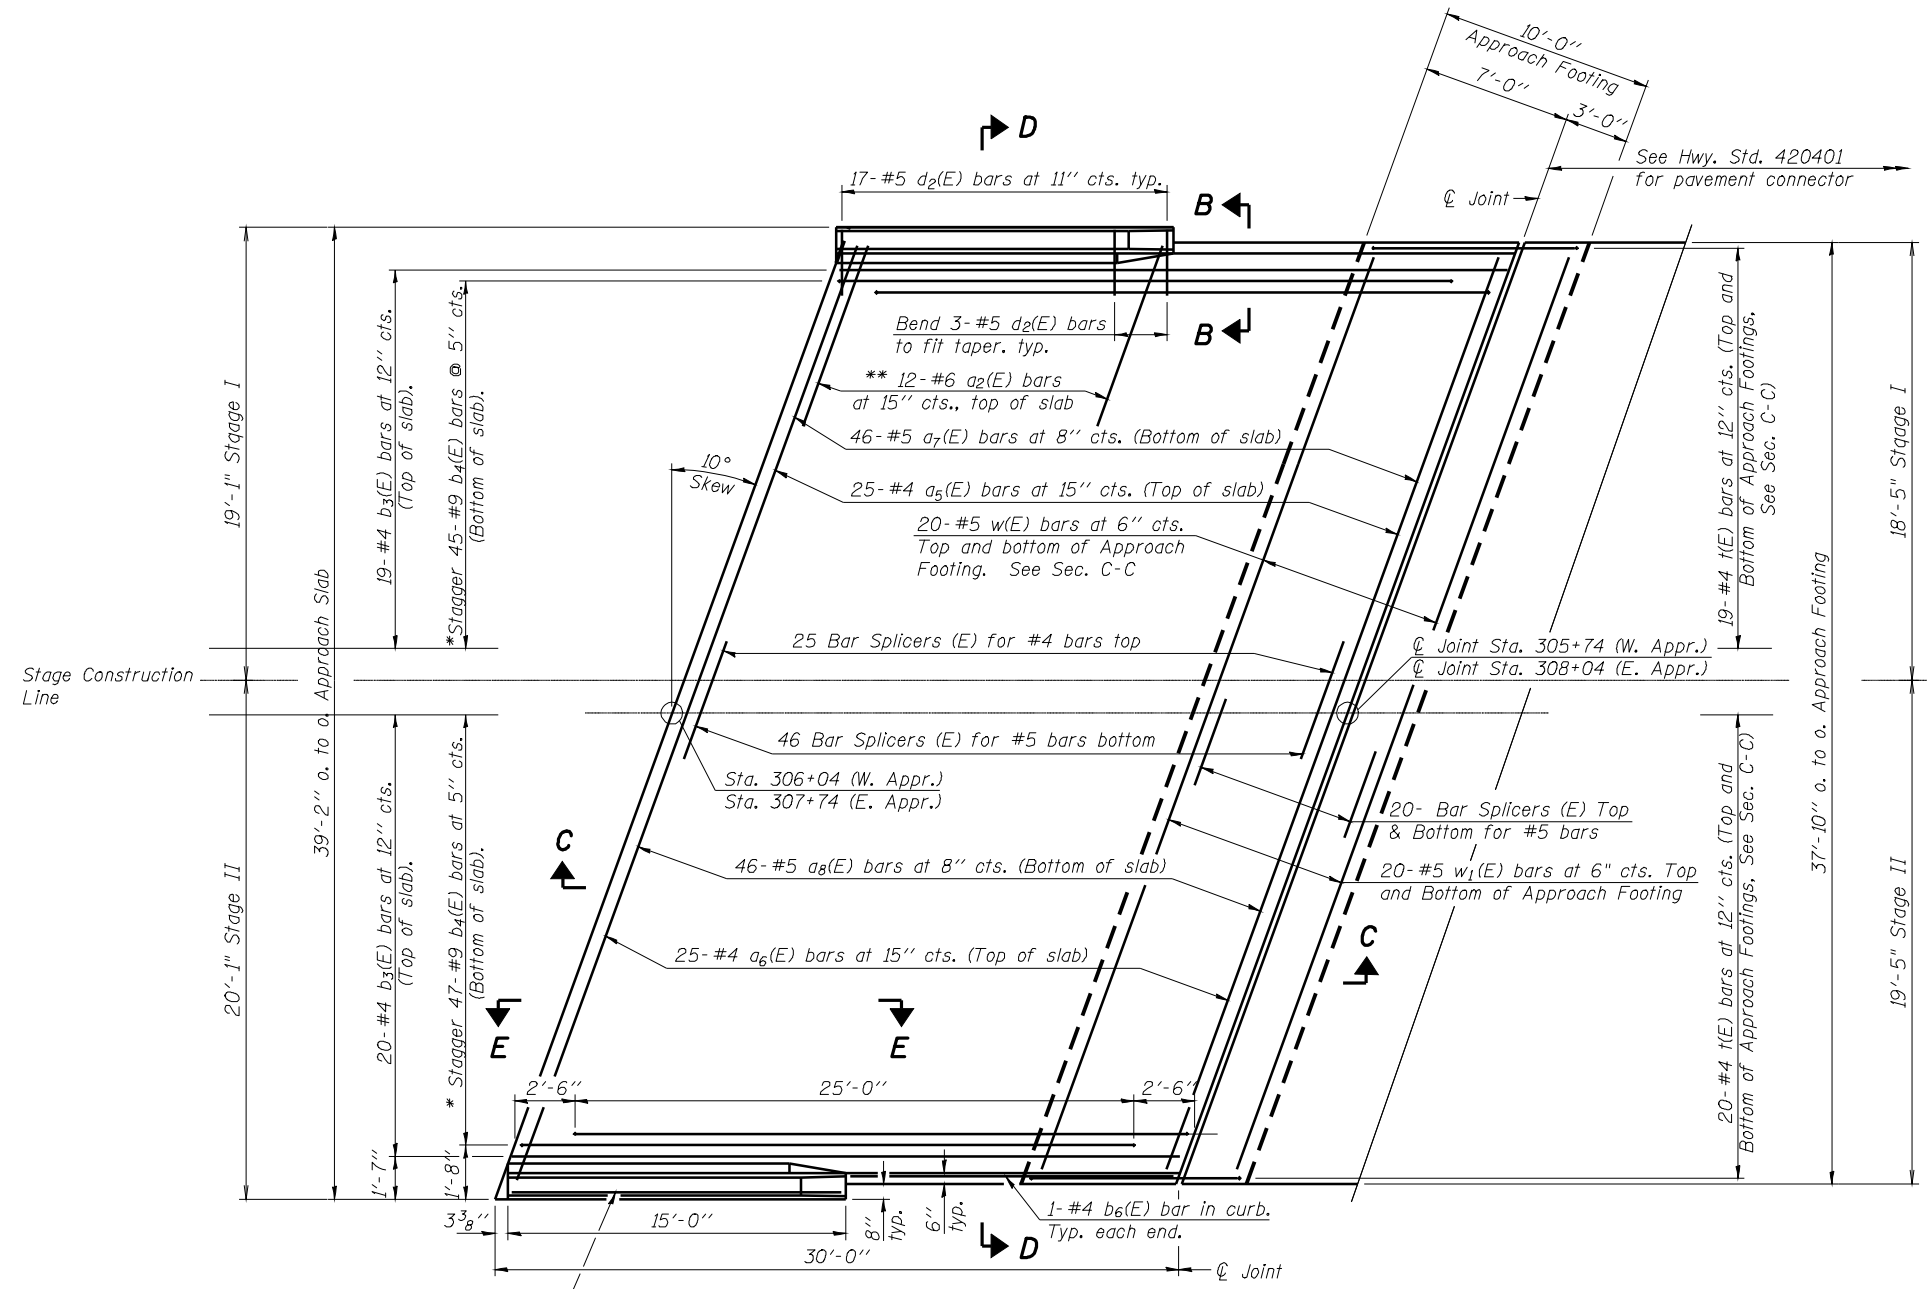 10'-0"
Approach Footing
7'-0"
3'-0"
See Hwy. Std. 420401
for pavement connector
℄ Joint
D
17-#5 d2(E) bars at 11" cts. typ.
B
B
Bend 3-#5 d2(E) bars
to fit taper. typ.
** 12-#6 a2(E) bars
at 15" cts., top of slab
46-#5 a7(E) bars at 8" cts. (Bottom of slab)
10°
Skew
25-#4 a5(E) bars at 15" cts. (Top of slab)
20-#5 w(E) bars at 6" cts.
Top and bottom of Approach
Footing. See Sec. C-C
25 Bar Splicers (E) for #4 bars top
℄ Joint Sta. 305+74 (W. Appr.)
℄ Joint Sta. 308+04 (E. Appr.)
Stage Construction
Line
46 Bar Splicers (E) for #5 bars bottom
Sta. 306+04 (W. Appr.)
Sta. 307+74 (E. Appr.)
20- Bar Splicers (E) Top
& Bottom for #5 bars
C
46-#5 a8(E) bars at 8" cts. (Bottom of slab)
20-#5 w1(E) bars at 6" cts. Top
and Bottom of Approach Footing
C
25-#4 a6(E) bars at 15" cts. (Top of slab)
E
E
2'-6"
25'-0"
2'-6"
1-#4 b6(E) bar in curb.
Typ. each end.
3 3/8"
15'-0"
8"
typ.
6"
typ.
D
30'-0"
℄ Joint
19'-1" Stqage I
20'-1" Stage II
39'-2" o. to o. Approach Slab
19-#4 b3(E) bars at 12" cts.
(Top of slab).
*Stagger 45-#9 b4(E) bars @ 5" cts.
(Bottom of slab).
20-#4 b3(E) bars at 12" cts.
(Top of slab).
* Stagger 47-#9 b4(E) bars at 5" cts.
(Bottom of slab).
1'-7"
1'-8"
19-#4 t(E) bars at 12" cts. (Top and
Bottom of Approach Footings,
See Sec. C-C)
20-#4 t(E) bars at 12" cts. (Top and
Bottom of Approach Footings, See Sec. C-C)
37'-10" o. to o. Approach Footing
18'-5" Stqage I
19'-5" Stage II